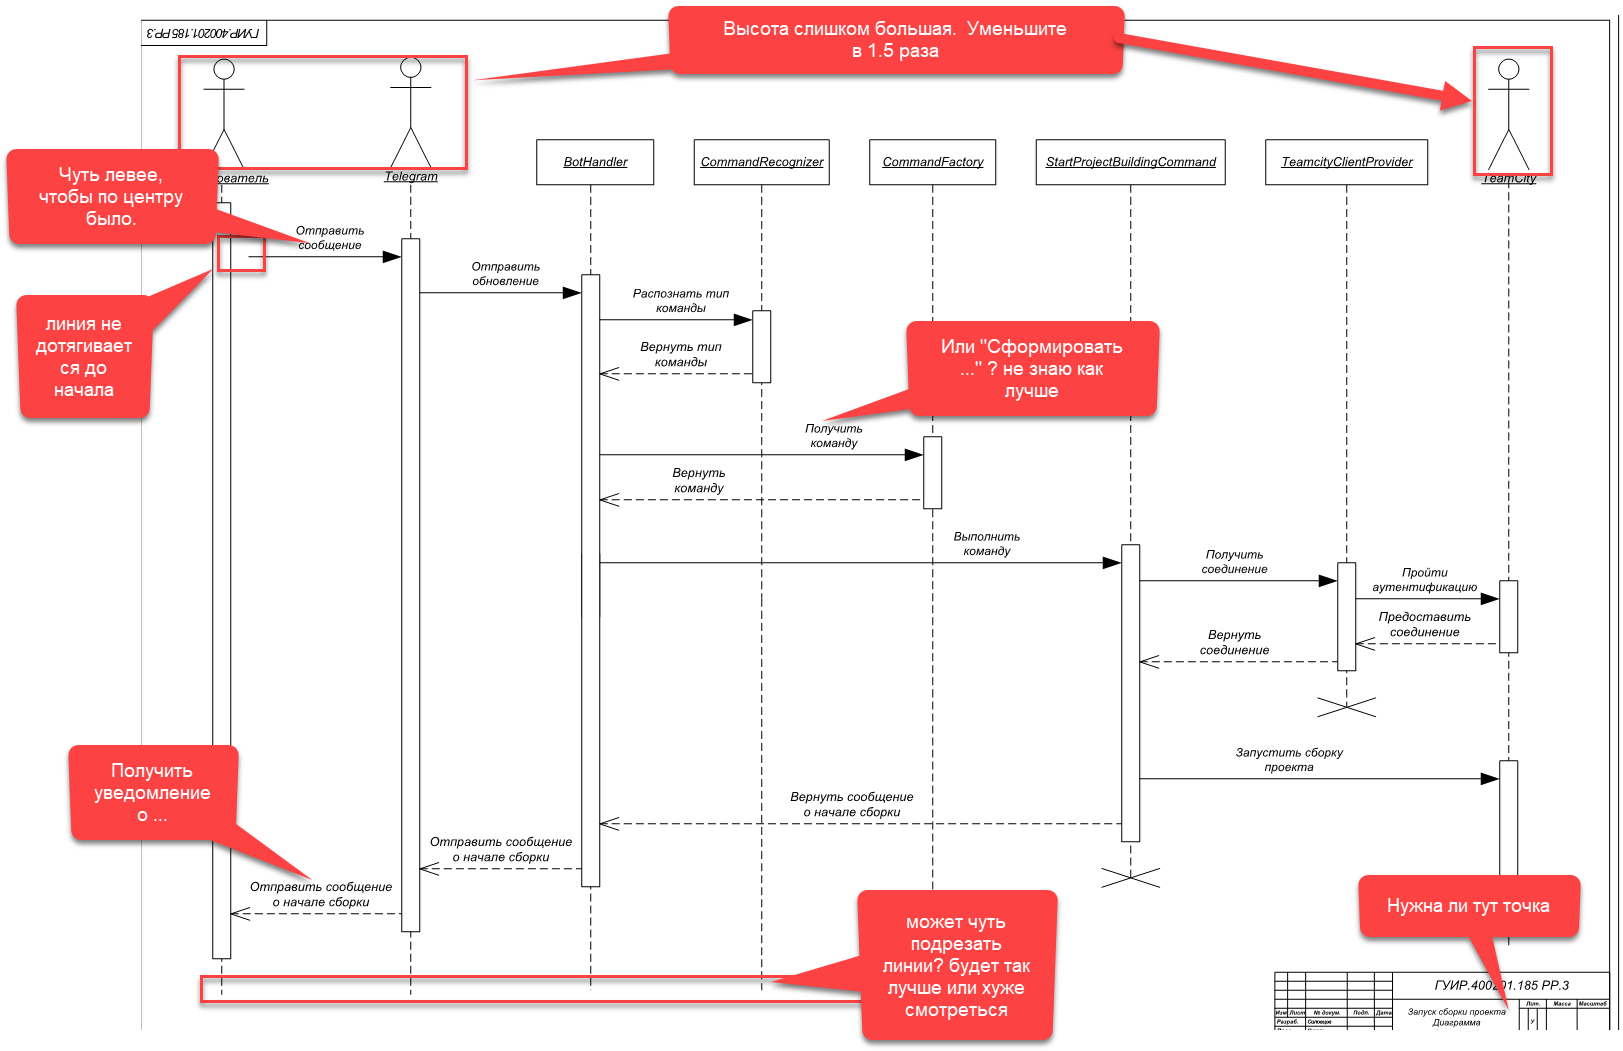 ГУИР.400201.185 РР.3
Высота слишком большая. Уменьшите
в 1.5 раза
ователь
Telegram
BotHandler
CommandRecognizer
CommandFactory
StartProjectBuildingCommand
TeamcityClientProvider
TeamCity
Чуть левее,
чтобы по центру
было.
Отправить
сообщение
Отправить
обновление
Распознать тип
команды
линия не
дотягивает
ся до
начала
Вернуть тип
команды
Или "Сформировать
..." ? не знаю как
лучше
Получить
команду
Вернуть
команду
Выполнить
команду
Получить
соединение
Пройти
аутентификацию
Предоставить
соединение
Вернуть
соединение
Запустить сборку
проекта
Получить
уведомление
о ...
Вернуть сообщение
о начале сборки
Отправить сообщение
о начале сборки
Отправить сообщение
о начале сборки
может чуть
подрезать
линии? будет так
лучше или хуже
смотреться
Нужна ли тут точка
ГУИР.400201.185 РР.3
Изм Лист № докум. Подп. Дата
Разраб.
Запуск сборки проекта
Диаграмма
Лит. Масса Масштаб
У